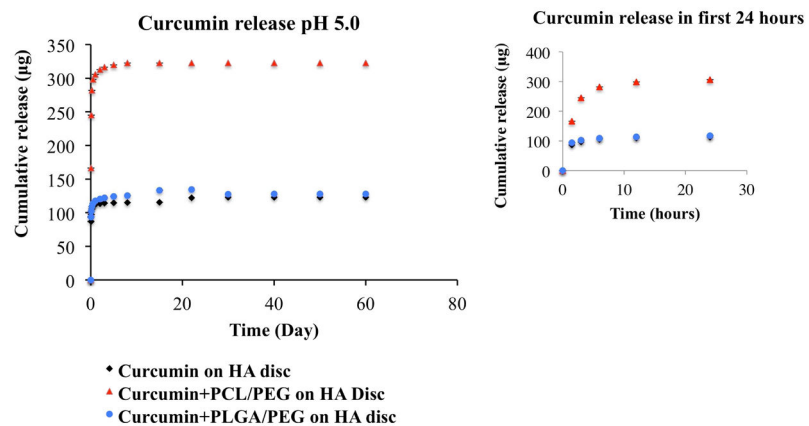 Curcumin release pH 5.0
Cumulative release (µg)
350
300
250
200
150
100
50
0
0
20
40
60
80
Time (Day)
Curcumin on HA disc
Curcumin+PCL/PEG on HA Disc
Curcumin+PLGA/PEG on HA disc
Curcumin release in first 24 hours
Cumulative release (µg)
400
300
200
100
0
0
10
20
30
Time (hours)